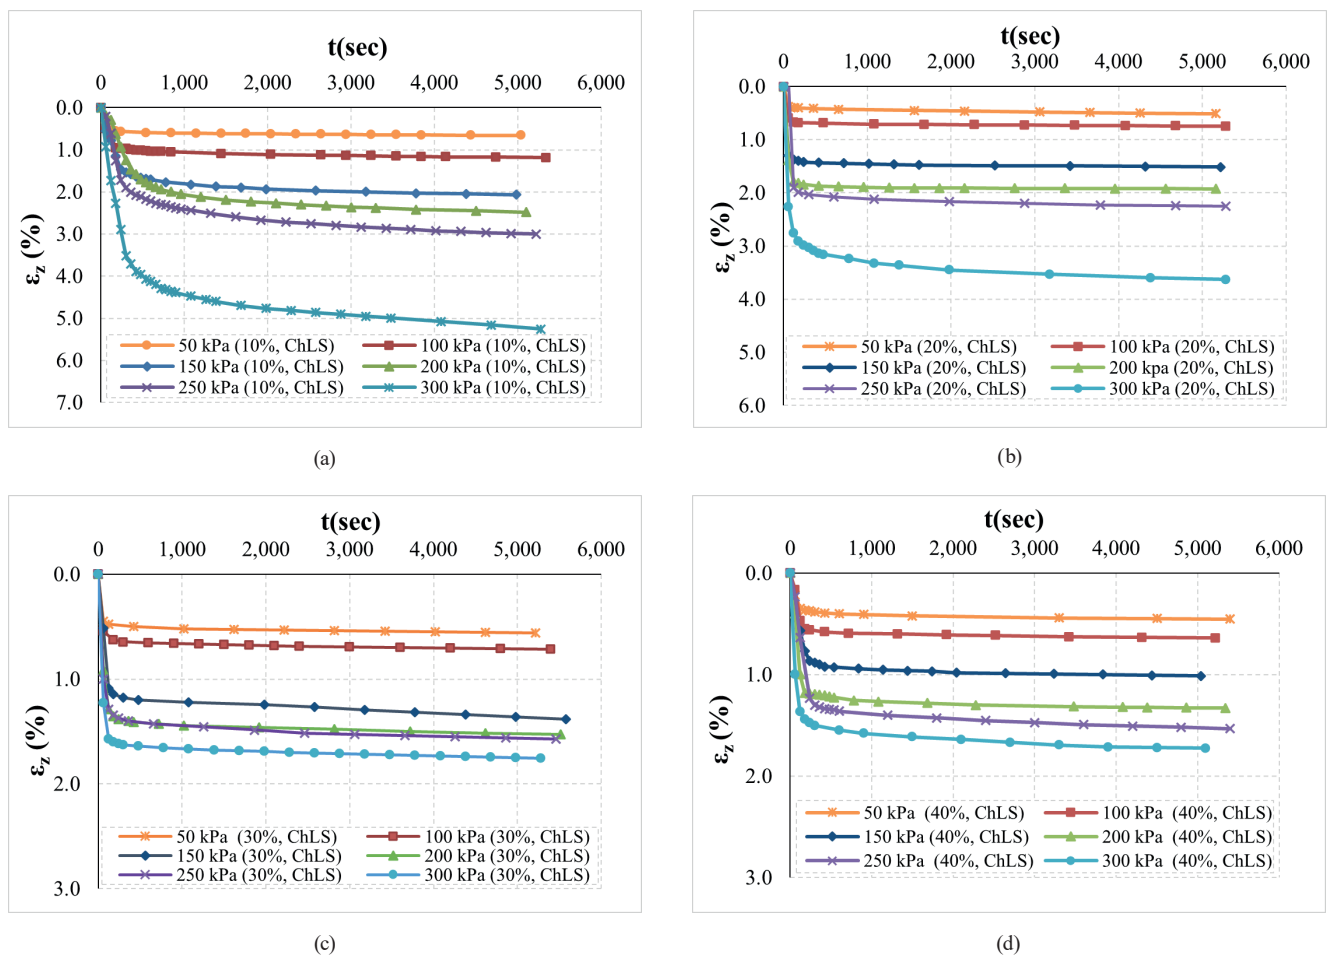 t(sec)
0 1,000 2,000 3,000 4,000 5,000 6,000
0.0
1.0
2.0
3.0
4.0
5.0
6.0
7.0
εz (%)
50 kPa (10%, ChLS) 100 kPa (10%, ChLS)
150 kPa (10%, ChLS) 200 kPa (10%, ChLS)
250 kPa (10%, ChLS) 300 kPa (10%, ChLS)
(a)
t(sec)
0 1,000 2,000 3,000 4,000 5,000 6,000
0.0
1.0
2.0
3.0
4.0
5.0
6.0
εz (%)
50 kPa (20%, ChLS) 100 kPa (20%, ChLS)
150 kPa (20%, ChLS) 200 kpa (20%, ChLS)
250 kPa (20%, ChLS) 300 kPa (20%, ChLS)
(b)
t(sec)
0 1,000 2,000 3,000 4,000 5,000 6,000
0.0
1.0
2.0
3.0
εz (%)
50 kPa (30%, ChLS) 100 kPa (30%, ChLS)
150 kPa (30%, ChLS) 200 kPa (30%, ChLS)
250 kPa (30%, ChLS) 300 kPa (30%, ChLS)
(c)
t(sec)
0 1,000 2,000 3,000 4,000 5,000 6,000
0.0
1.0
2.0
3.0
εz (%)
50 kPa (40%, ChLS) 100 kPa (40%, ChLS)
150 kPa (40%, ChLS) 200 kPa (40%, ChLS)
250 kPa (40%, ChLS) 300 kPa (40%, ChLS)
(d)